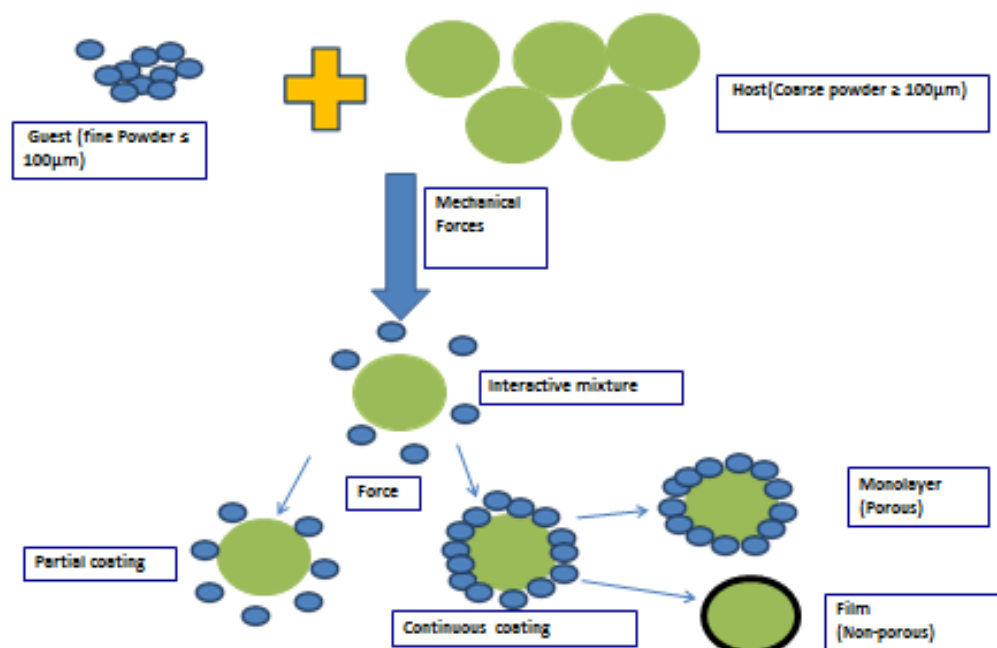 Host(Coarse powder ≥ 100μm)
Guest (fine Powder ≤
100μm)
Mechanical
Forces
Interactive mixture
Force
Monolayer
(Porous)
Partial coating
Continuous coating
Film
(Non-porous)